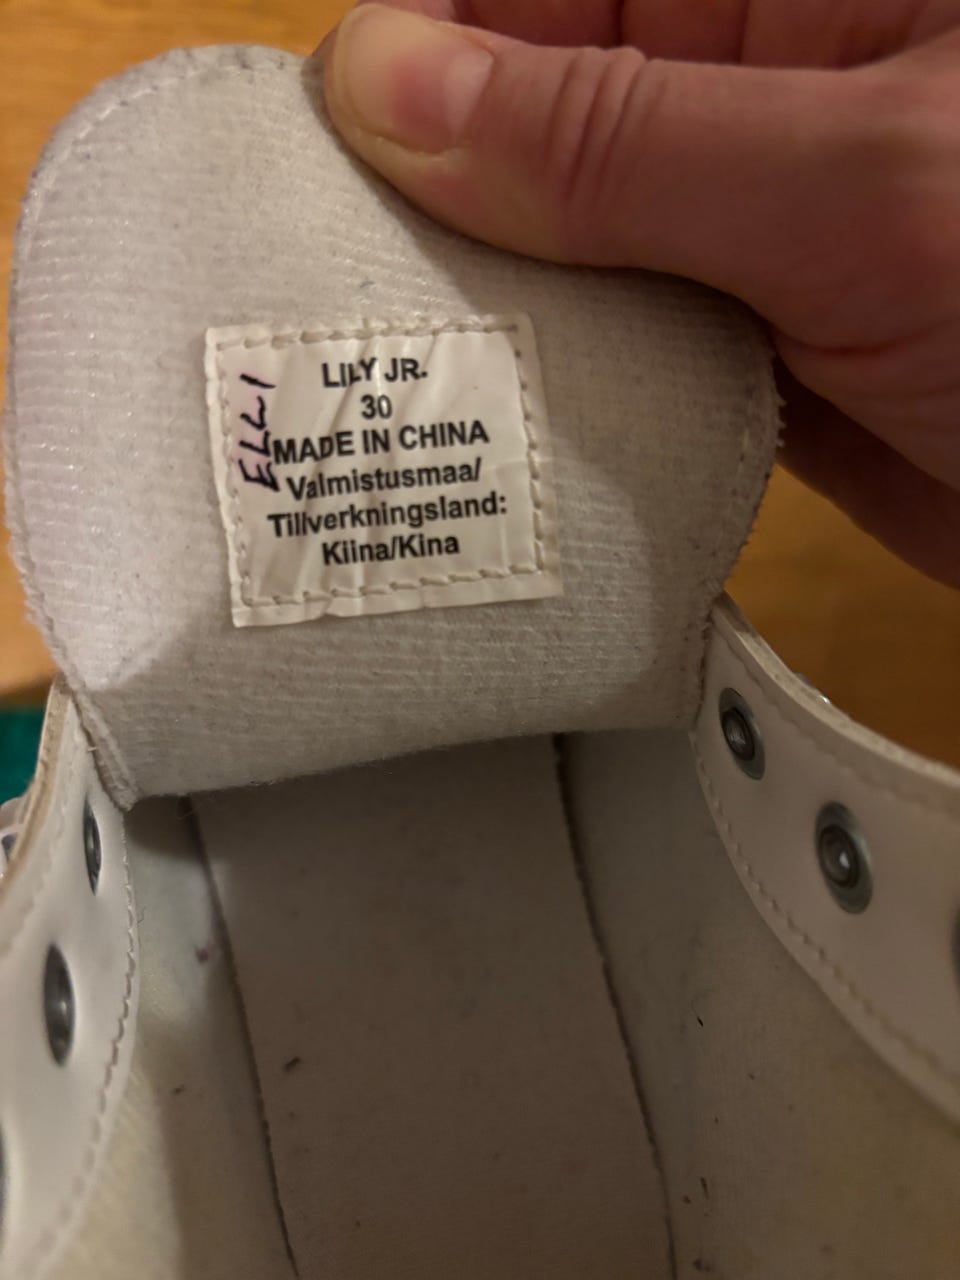 LILY JR.
30
MADE IN CHINA
Valmistusmaa/
Tillverkningsland:
Kiina/Kina
ELLI